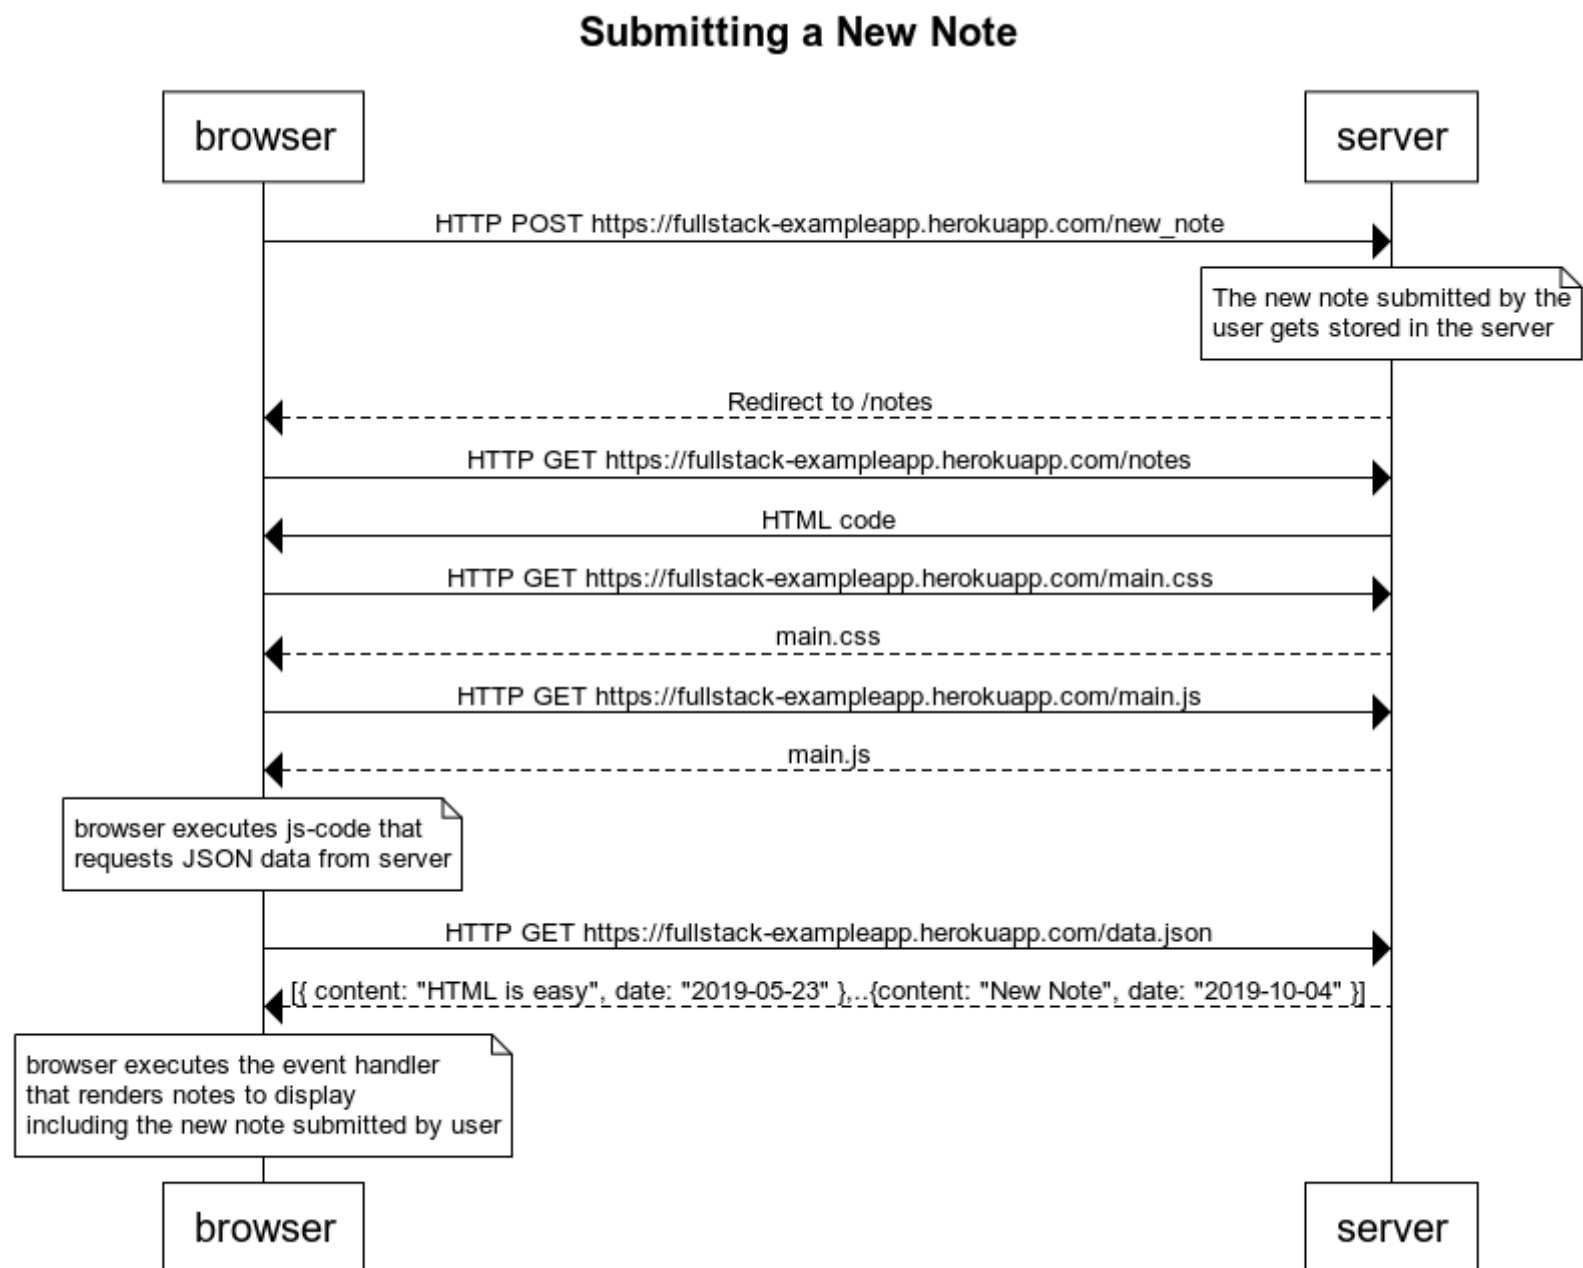 Submitting a New Note
browser
server
HTTP POST https://fullstack-exampleapp.herokuapp.com/new_note
The new note submitted by the
user gets stored in the server
Redirect to /notes
HTTP GET https://fullstack-exampleapp.herokuapp.com/notes
HTML code
HTTP GET https://fullstack-exampleapp.herokuapp.com/main.css
main.css
HTTP GET https://fullstack-exampleapp.herokuapp.com/main.js
main.js
browser executes js-code that
requests JSON data from server
HTTP GET https://fullstack-exampleapp.herokuapp.com/data.json
[{ content: "HTML is easy", date: "2019-05-23" },..{content: "New Note", date: "2019-10-04" }]
browser executes the event handler
that renders notes to display
including the new note submitted by user
browser
server